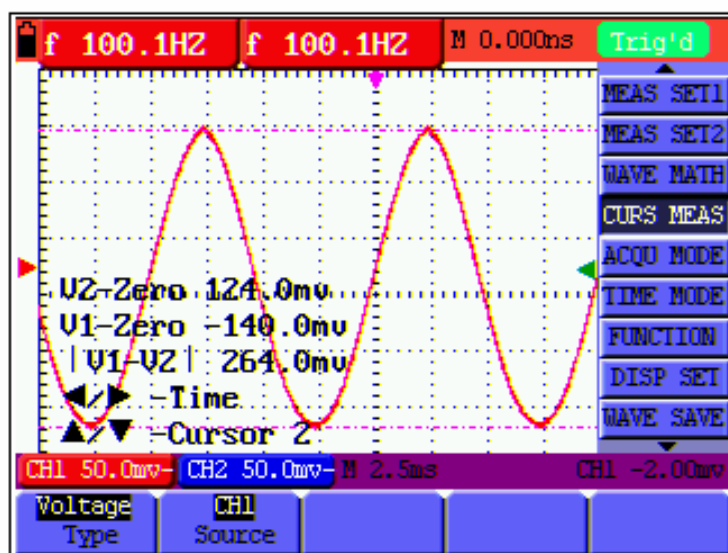 f 100.1HZ f 100.1HZ M 0.000ns Trig'd
MEAS SET1
MEAS SET2
WAVE MATH
CURS MEAS
ACQU MODE
TIME MODE
FUNCTION
DISP SET
WAVE SAVE
V2-Zero 124.0mv
V1-Zero -140.0mv
|V1-V2| 264.0mv
◀/▶ -Time
▲/▼ -Cursor 2
CH1 50.0mv- CH2 50.0mv- M 2.5ms CH1 -2.00mv
Voltage
Type
CH1
Source